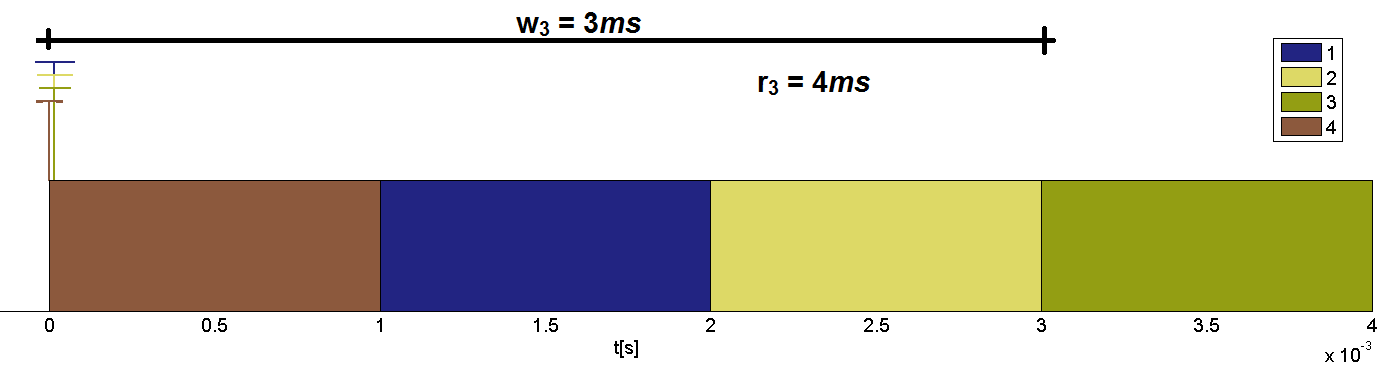 w₃ = 3ms
r₃ = 4ms
1
2
3
4
0 0.5 1 1.5 2 2.5 3 3.5 4
t[s]
x 10⁻³